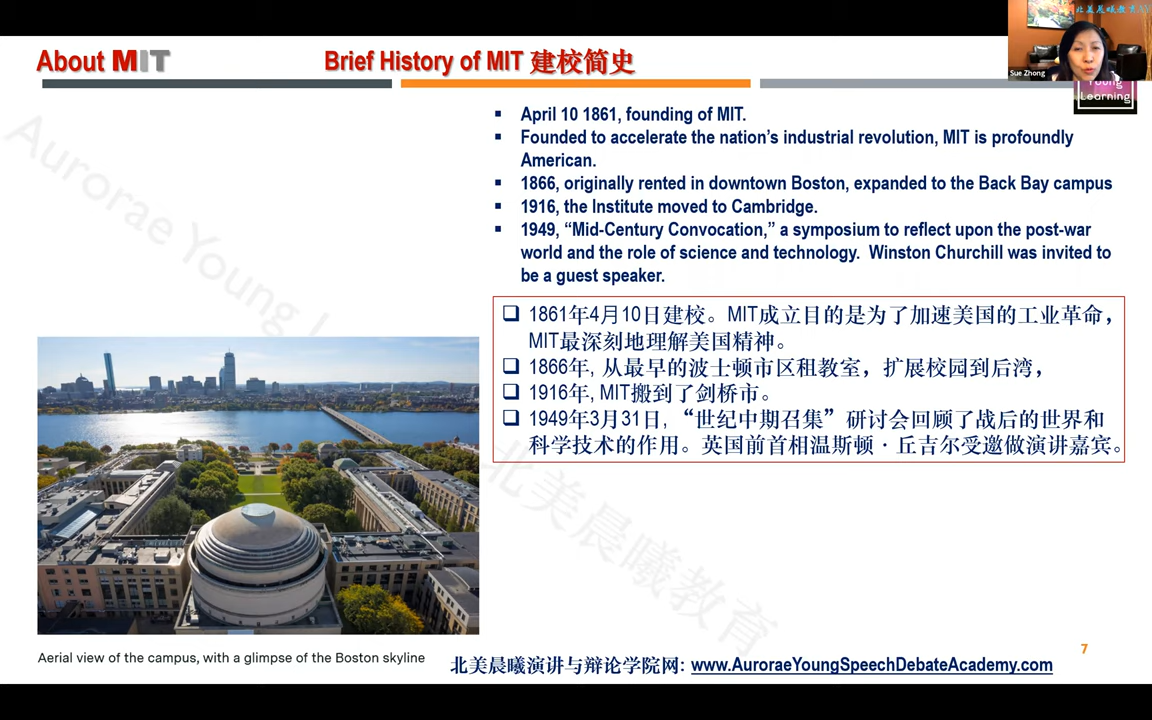 北美晨曦教育
Sue Zhong
Young
Learning
About MIT
Brief History of MIT 建校简史
▪ April 10 1861, founding of MIT.
▪ Founded to accelerate the nation's industrial revolution, MIT is profoundly
American.
▪ 1866, originally rented in downtown Boston, expanded to the Back Bay campus
▪ 1916, the Institute moved to Cambridge.
▪ 1949, “Mid-Century Convocation,” a symposium to reflect upon the post-war
world and the role of science and technology. Winston Churchill was invited to
be a guest speaker.
❑ 1861年4月10日建校。MIT成立目的是为了加速美国的工业革命，
MIT最深刻地理解美国精神。
❑ 1866年, 从最早的波士顿市区租教室，扩展校园到后湾，
❑ 1916年, MIT搬到了剑桥市。
❑ 1949年3月31日, “世纪中期召集”研讨会回顾了战后的世界和
科学技术的作用。英国前首相温斯顿·丘吉尔受邀做演讲嘉宾。
Aurorae Young L
北美晨曦教育
Aerial view of the campus, with a glimpse of the Boston skyline
7
北美晨曦演讲与辩论学院网: www.AuroraeYoungSpeechDebateAcademy.com